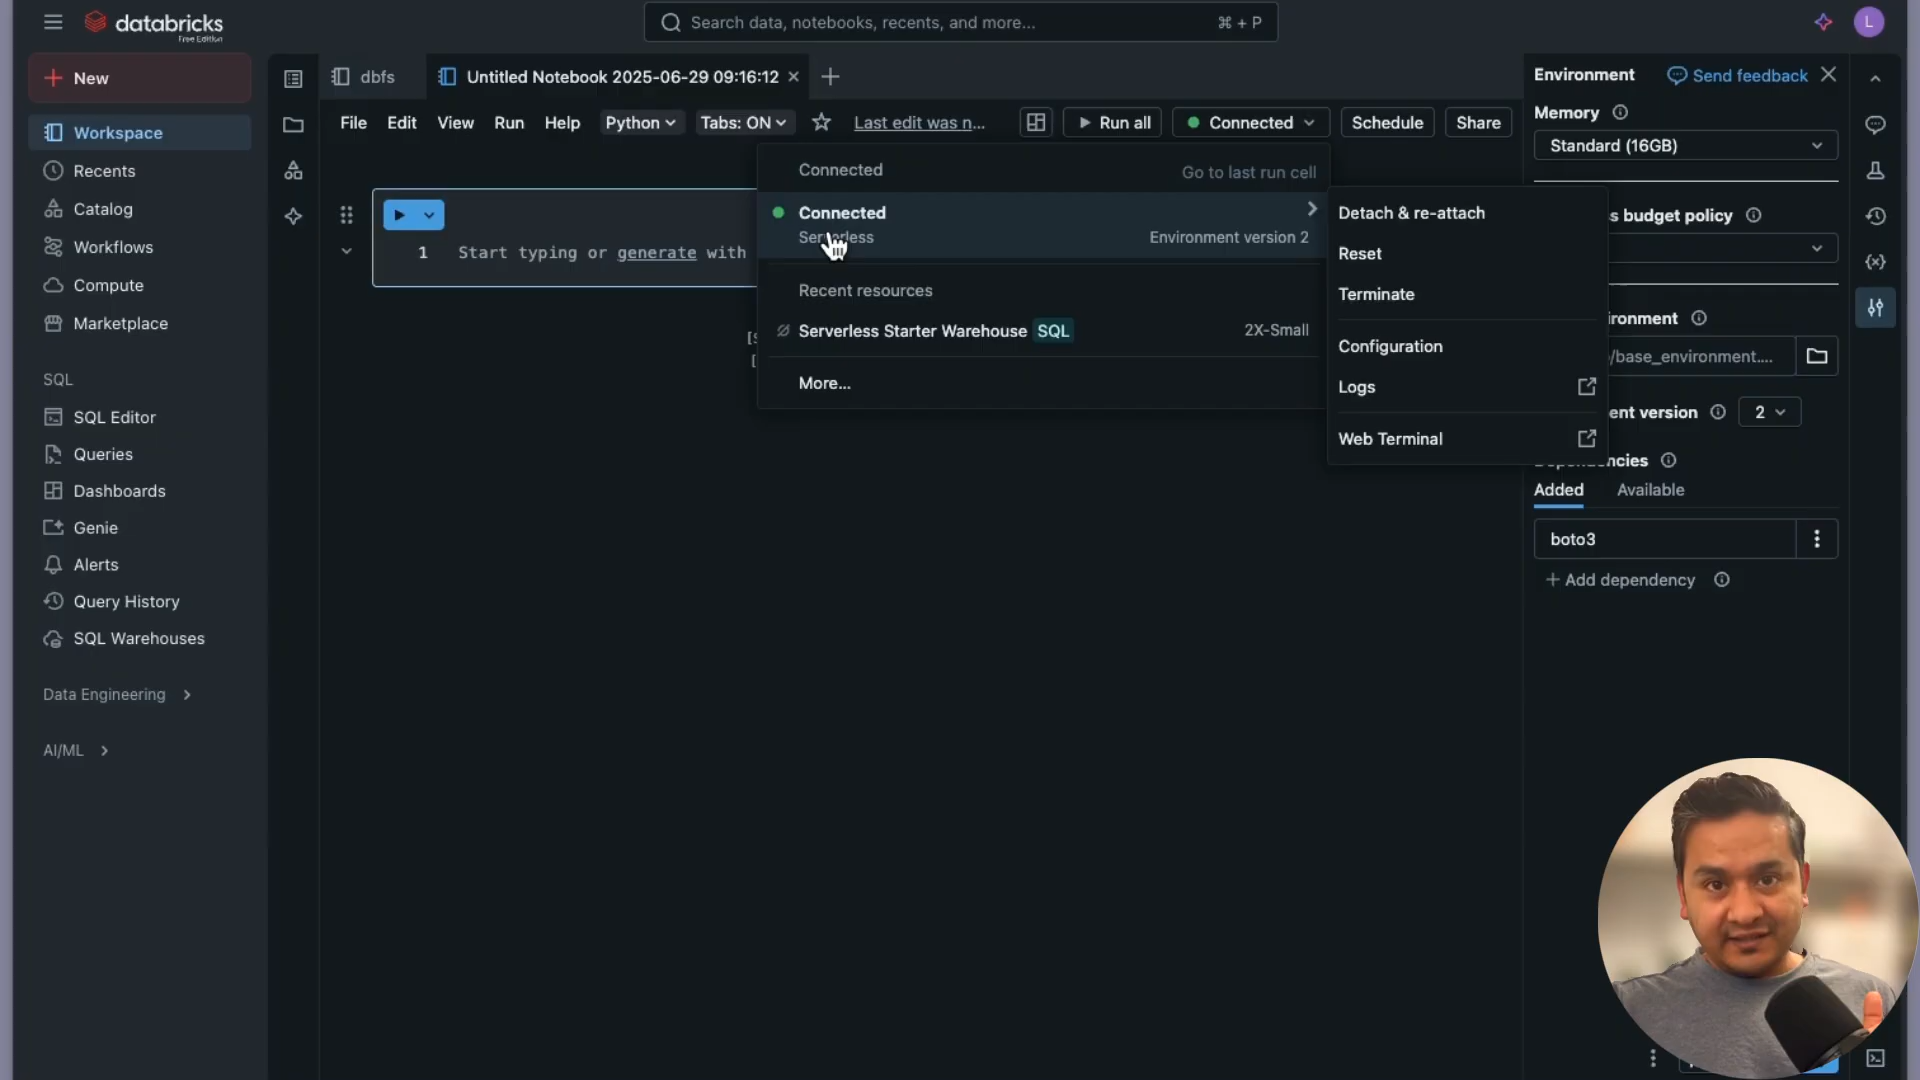 databricks
Free Edition
Search data, notebooks, recents, and more...
⌘ + P
L
New
Workspace
Recents
Catalog
Workflows
Compute
Marketplace
SQL
SQL Editor
Queries
Dashboards
Genie
Alerts
Query History
SQL Warehouses
Data Engineering
AI/ML
dbfs
Untitled Notebook 2025-06-29 09:16:12
File Edit View Run Help Python Tabs: ON Last edit was n... Run all Connected Schedule Share
1 Start typing or generate with
Connected
Go to last run cell
Connected
Serverless
Environment version 2
Recent resources
Serverless Starter Warehouse SQL
2X-Small
More...
Detach & re-attach
Reset
Terminate
Configuration
Logs
Web Terminal
Environment
Send feedback
Memory
Standard (16GB)
s budget policy
ironment
/base_environment....
ent version
2
Added
Available
boto3
+ Add dependency